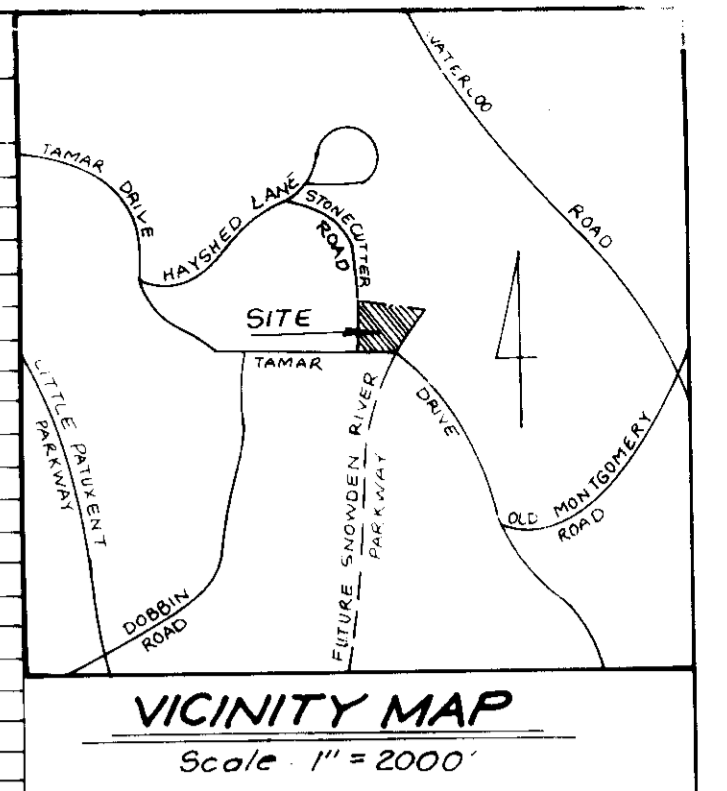 WATERLOO
ROAD
TAMAR
DRIVE
HAYSHED LANE
STONECUTTER
ROAD
SITE
TAMAR
DRIVE
LITTLE PATUXENT
PARKWAY
FUTURE SNOWDEN RIVER
PARKWAY
OLD MONTGOMERY
ROAD
DOBBIN
ROAD
VICINITY MAP
Scale 1" = 2000'